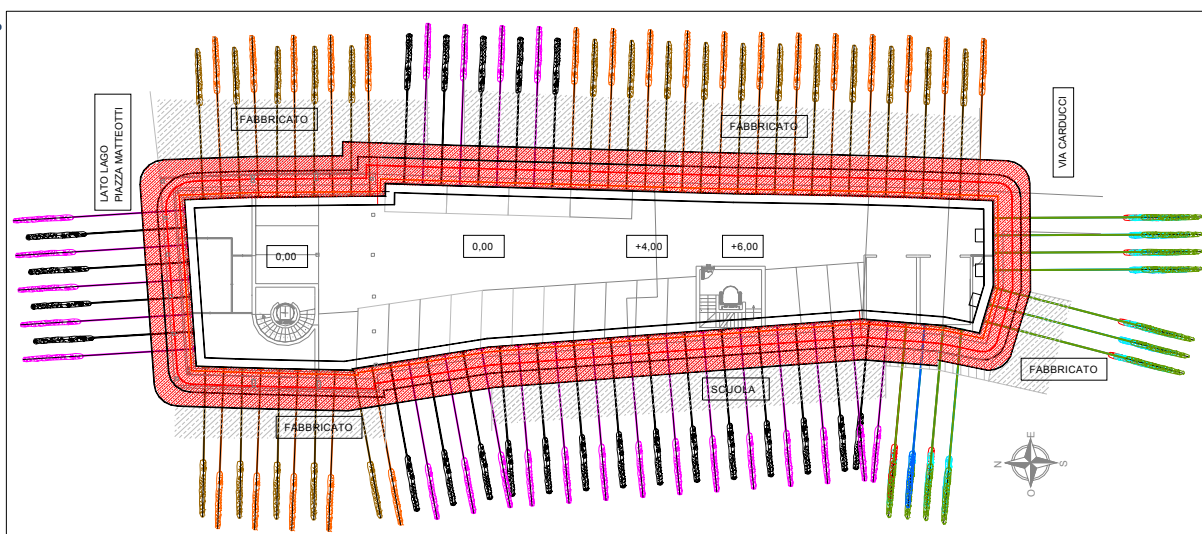 FABBRICATO
FABBRICATO
VIA CARDUCCI
LATO LAGO
PIAZZA MATTEOTTI
0,00
0,00
+4,00
+6,00
FABBRICATO
SCUOLA
FABBRICATO
E
N
S
O